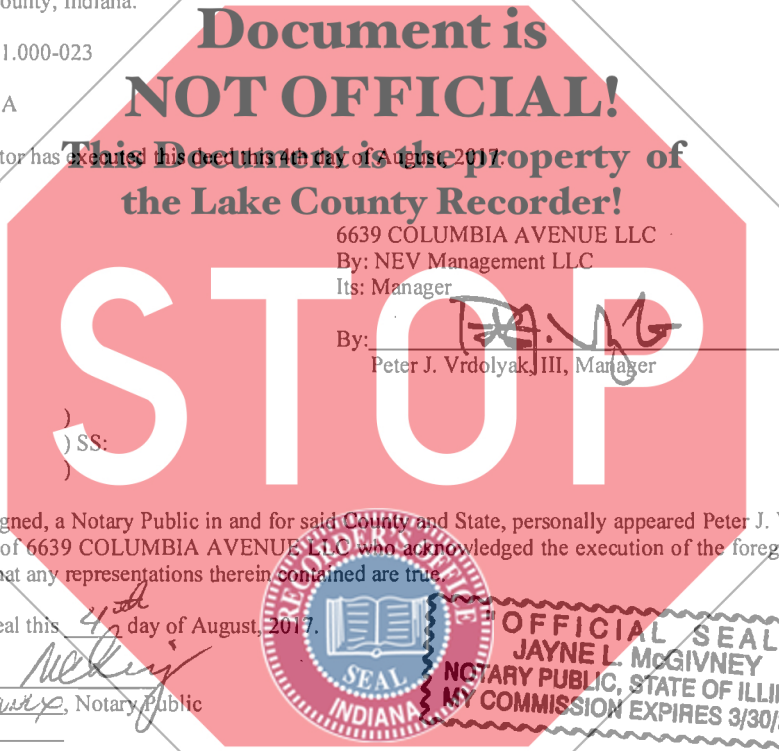 ounty, Indiana.
Document is
1.000-023
NOT OFFICIAL!
A
tor has executed this deed this 4th day of August, 2017.
This Document is the property of
the Lake County Recorder!
6639 COLUMBIA AVENUE LLC
By: NEV Management LLC
Its: Manager
By:
Peter J. Vrdolyak, III, Manager
STOP
)
) SS:
)
gned, a Notary Public in and for said County and State, personally appeared Peter J. V
of 6639 COLUMBIA AVENUE LLC who acknowledged the execution of the foreg
hat any representations therein contained are true.
eal this 4th day of August, 2017.
, Notary Public
RECORDER'S
SEAL
INDIANA
"OFFICIAL SEAL
JAYNE L. McGIVNEY
NOTARY PUBLIC, STATE OF ILLI
MY COMMISSION EXPIRES 3/30/